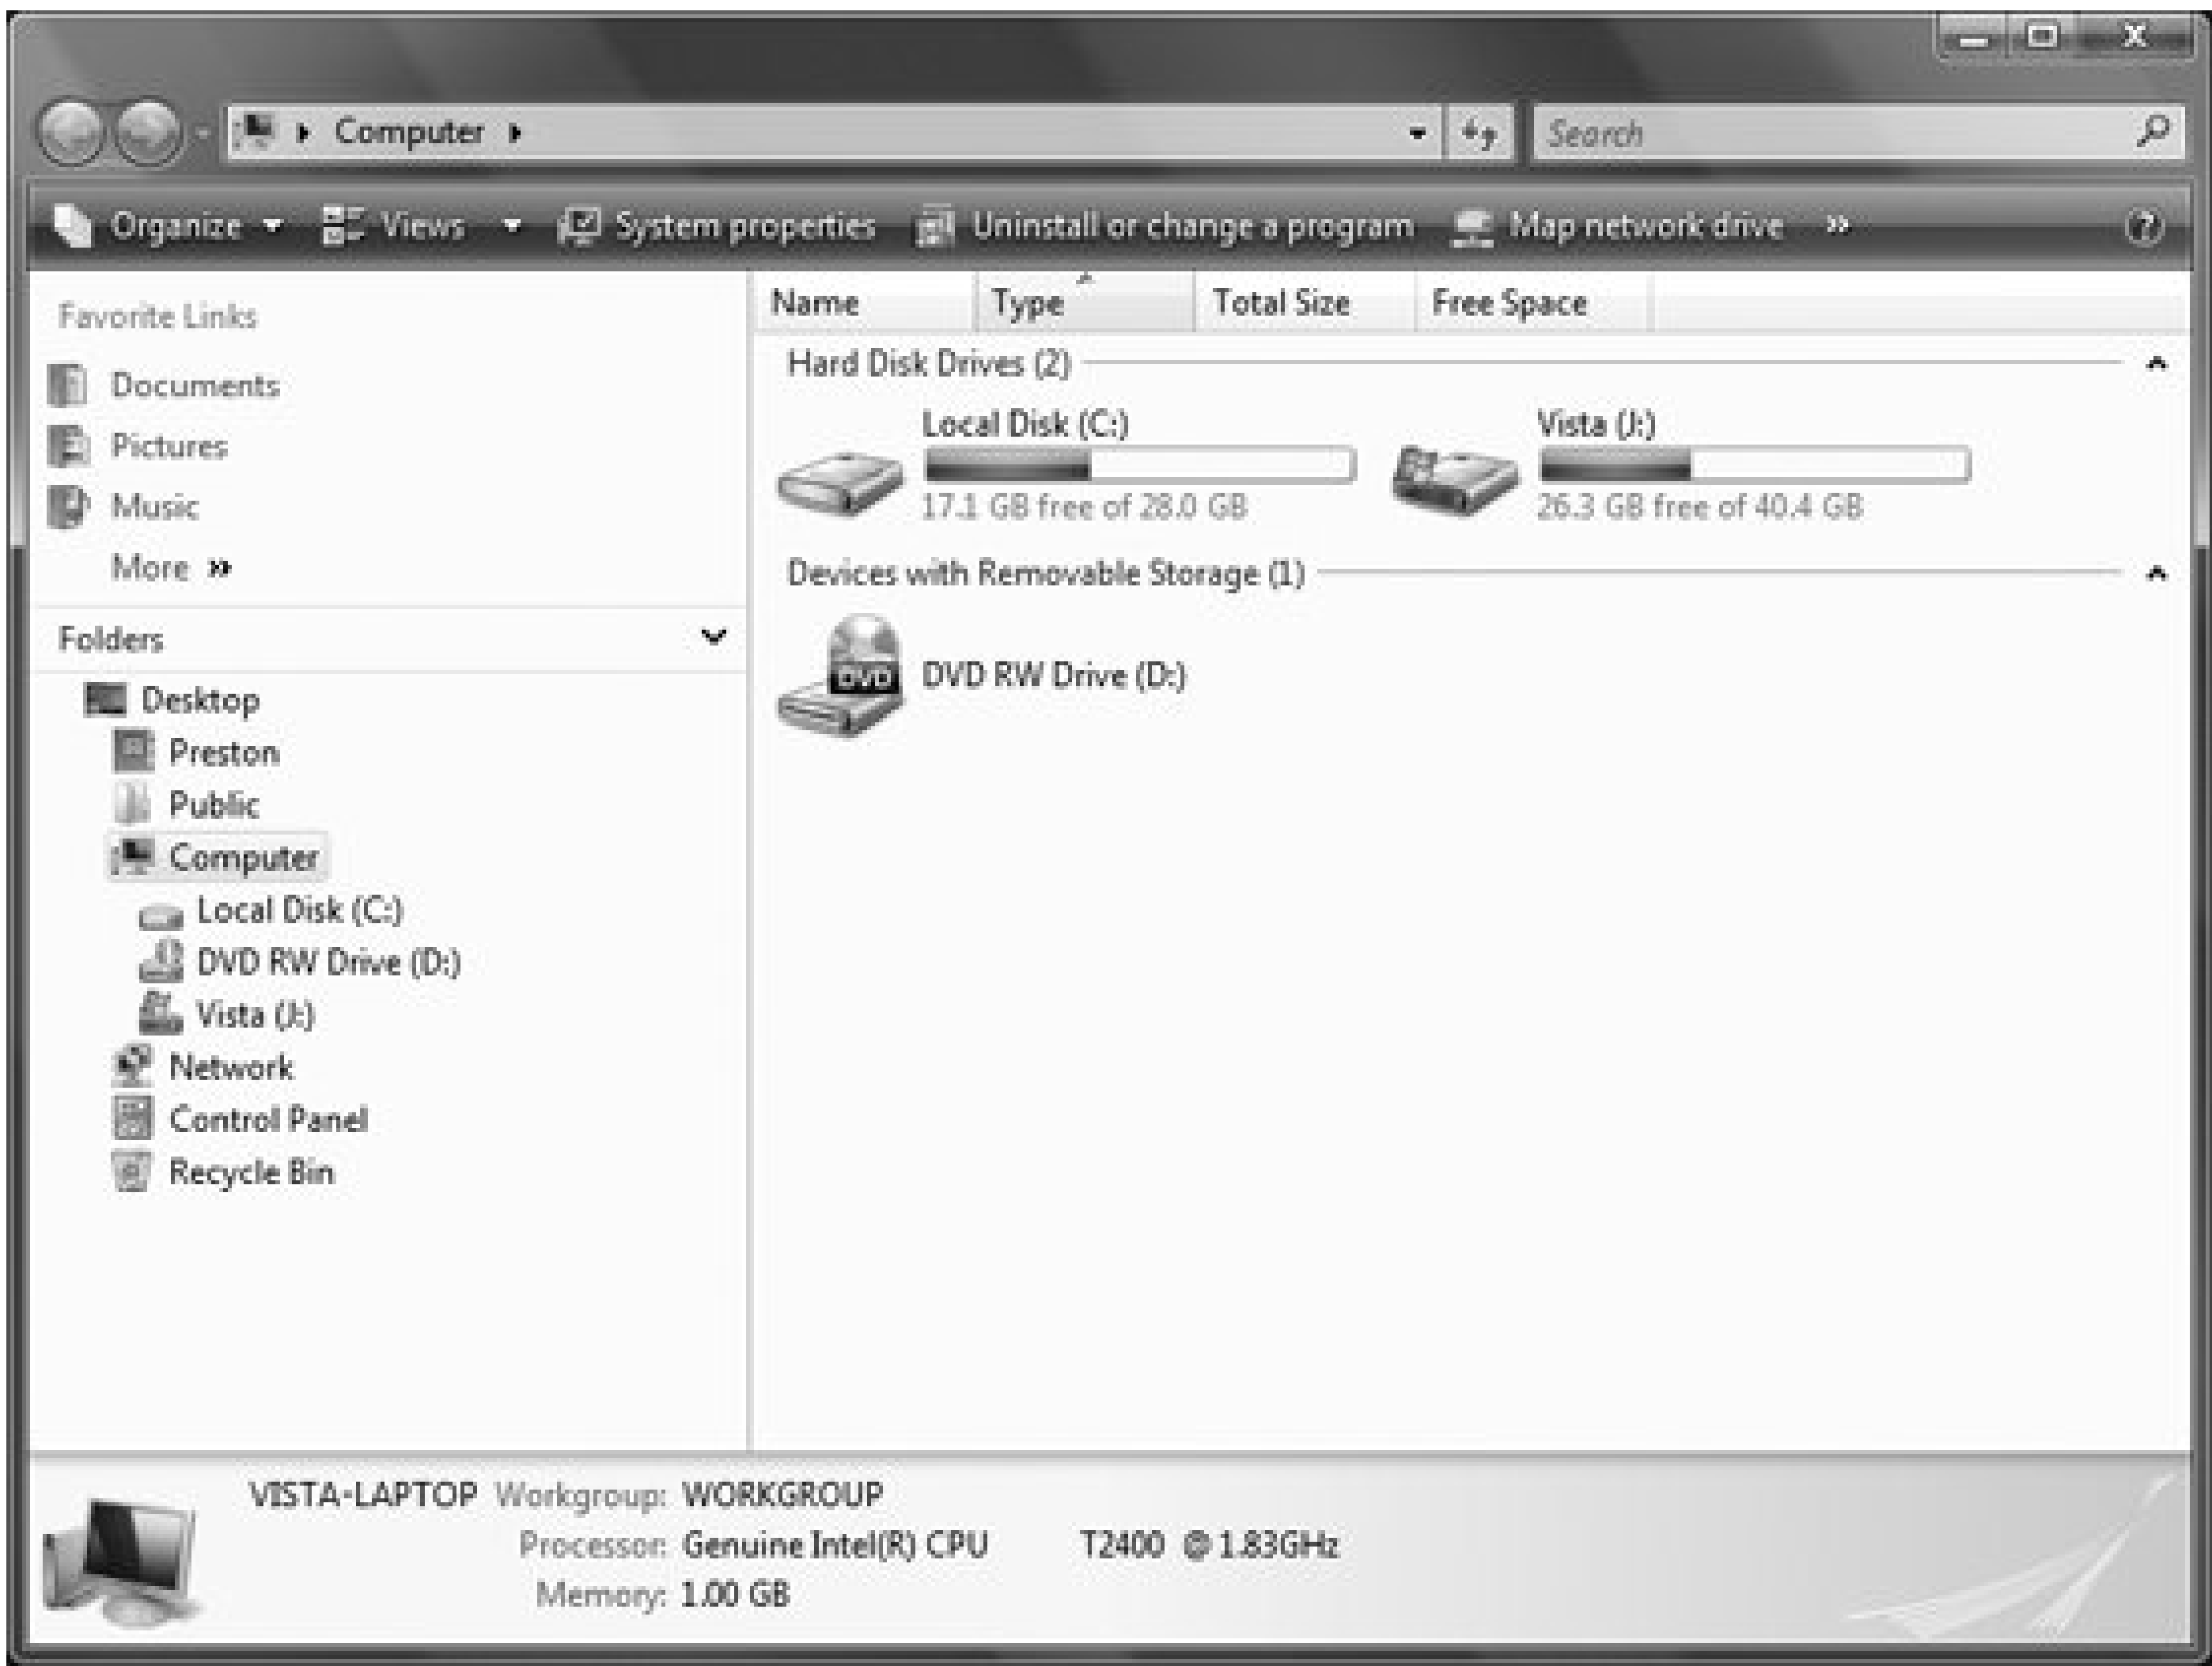 Computer
Search
Organize Views System properties Uninstall or change a program Map network drive »
Favorite Links
Documents
Pictures
Music
More »
Folders
Desktop
Preston
Public
Computer
Local Disk (C:)
DVD RW Drive (D:)
Vista (J:)
Network
Control Panel
Recycle Bin
Name Type Total Size Free Space
Hard Disk Drives (2)
Local Disk (C:)
17.1 GB free of 28.0 GB
Vista (J:)
26.3 GB free of 40.4 GB
Devices with Removable Storage (1)
DVD
DVD RW Drive (D:)
VISTA-LAPTOP Workgroup: WORKGROUP
Processor: Genuine Intel(R) CPU T2400 @ 1.83GHz
Memory: 1.00 GB